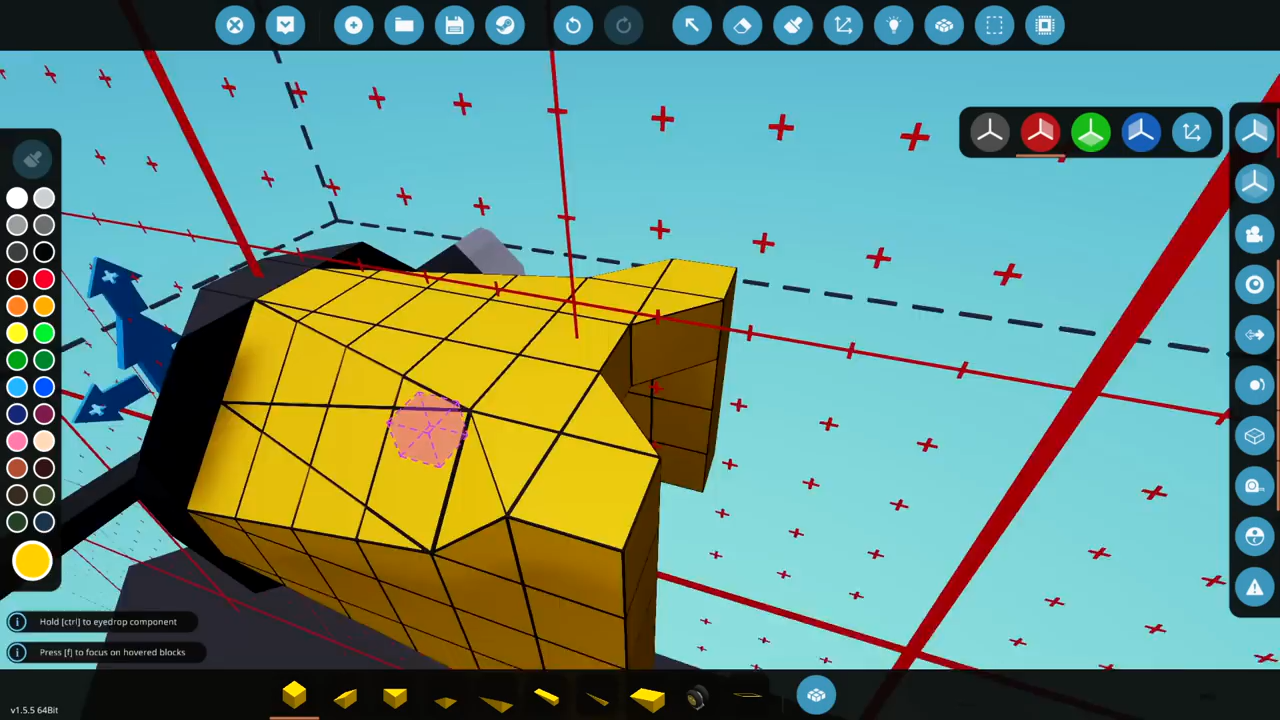 Hold [ctrl] to eyedrop component
Press [f] to focus on hovered blocks
v1.5.5 64Bit